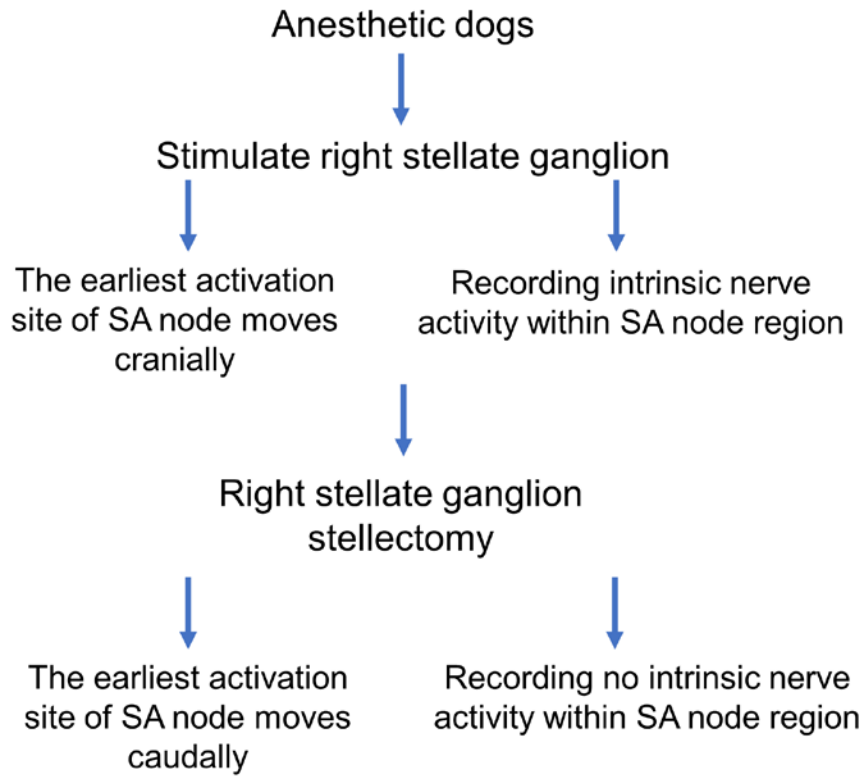 Anesthetic dogs
Stimulate right stellate ganglion
The earliest activation
site of SA node moves
cranially
Recording intrinsic nerve
activity within SA node region
Right stellate ganglion
stellectomy
The earliest activation
site of SA node moves
caudally
Recording no intrinsic nerve
activity within SA node region